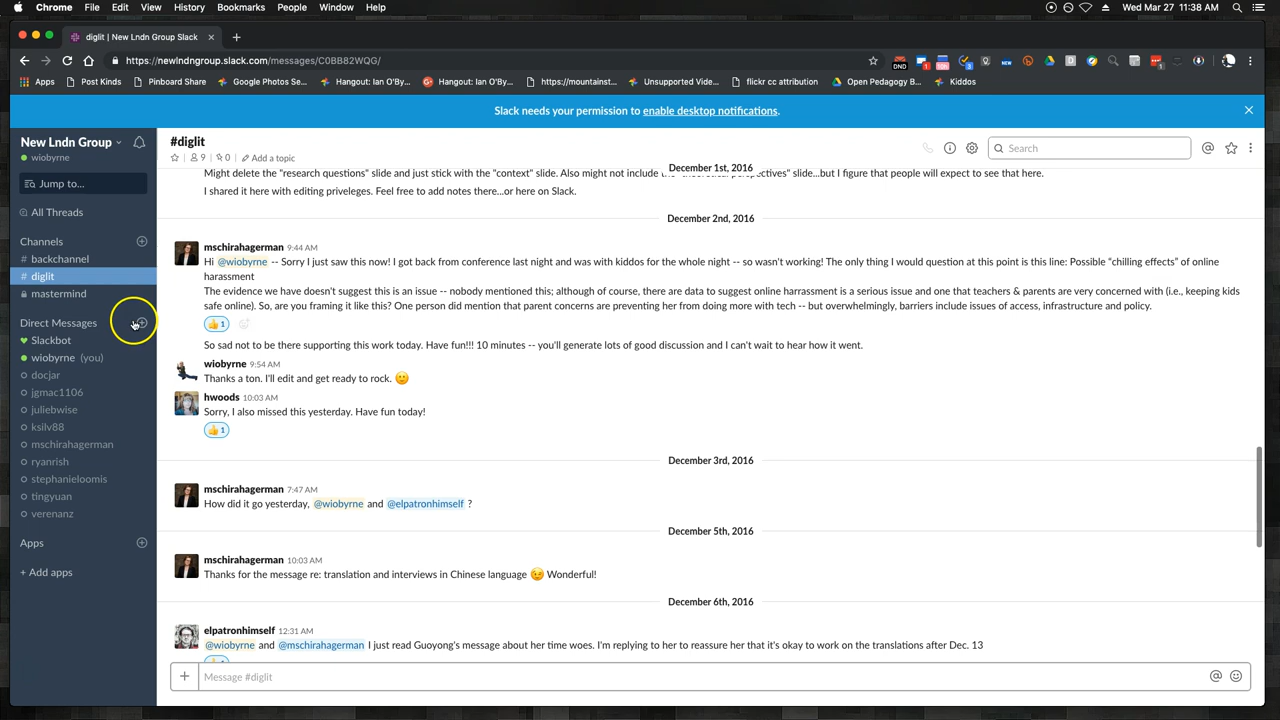 Chrome File Edit View History Bookmarks People Window Help Wed Mar 27 11:38 AM
diglit | New Lndn Group Slack
https://newlndngroup.slack.com/messages/C0BB82WQG/
Apps Post Kinds Pinboard Share Google Photos Se... Hangout: Ian O'By... Hangout: Ian O'By... https://mountainst... Unsupported Vide... flickr cc attribution Open Pedagogy B... Kiddos
Slack needs your permission to enable desktop notifications.
New Lndn Group
wiobyrne
Jump to...
All Threads
Channels
# backchannel
# diglit
mastermind
Direct Messages
Slackbot
wiobyrne (you)
docjar
jgmac1106
juliebwise
ksilv88
mschirahagerman
ryanrish
stephanieloomis
tingyuan
verenanz
Apps
+ Add apps
#diglit
9 0 Add a topic
Search
December 1st, 2016
Might delete the "research questions" slide and just stick with the "context" slide. Also might not include slide...but I figure that people will expect to see that here.
I shared it here with editing priveleges. Feel free to add notes there...or here on Slack.
December 2nd, 2016
mschirahagerman 9:44 AM
Hi @wiobyrne -- Sorry I just saw this now! I got back from conference last night and was with kiddos for the whole night -- so wasn't working! The only thing I would question at this point is this line: Possible “chilling effects” of online
harassment
The evidence we have doesn't suggest this is an issue -- nobody mentioned this; although of course, there are data to suggest online harassment is a serious issue and one that teachers & parents are very concerned with (i.e., keeping kids
safe online). So, are you framing it like this? One person did mention that parent concerns are preventing her from doing more with tech -- but overwhelmingly, barriers include issues of access, infrastructure and policy.
1
So sad not to be there supporting this work today. Have fun!!! 10 minutes -- you'll generate lots of good discussion and I can't wait to hear how it went.
wiobyrne 9:54 AM
Thanks a ton. I'll edit and get ready to rock.
hwoods 10:03 AM
Sorry, I also missed this yesterday. Have fun today!
1
December 3rd, 2016
mschirahagerman 7:47 AM
How did it go yesterday, @wiobyrne and @elpatronhimself ?
December 5th, 2016
mschirahagerman 10:03 AM
Thanks for the message re: translation and interviews in Chinese language Wonderful!
December 6th, 2016
elpatronhimself 12:31 AM
@wiobyrne and @mschirahagerman I just read Guoyong's message about her time woes. I'm replying to her to reassure her that it's okay to work on the translations after Dec. 13
Message #diglit